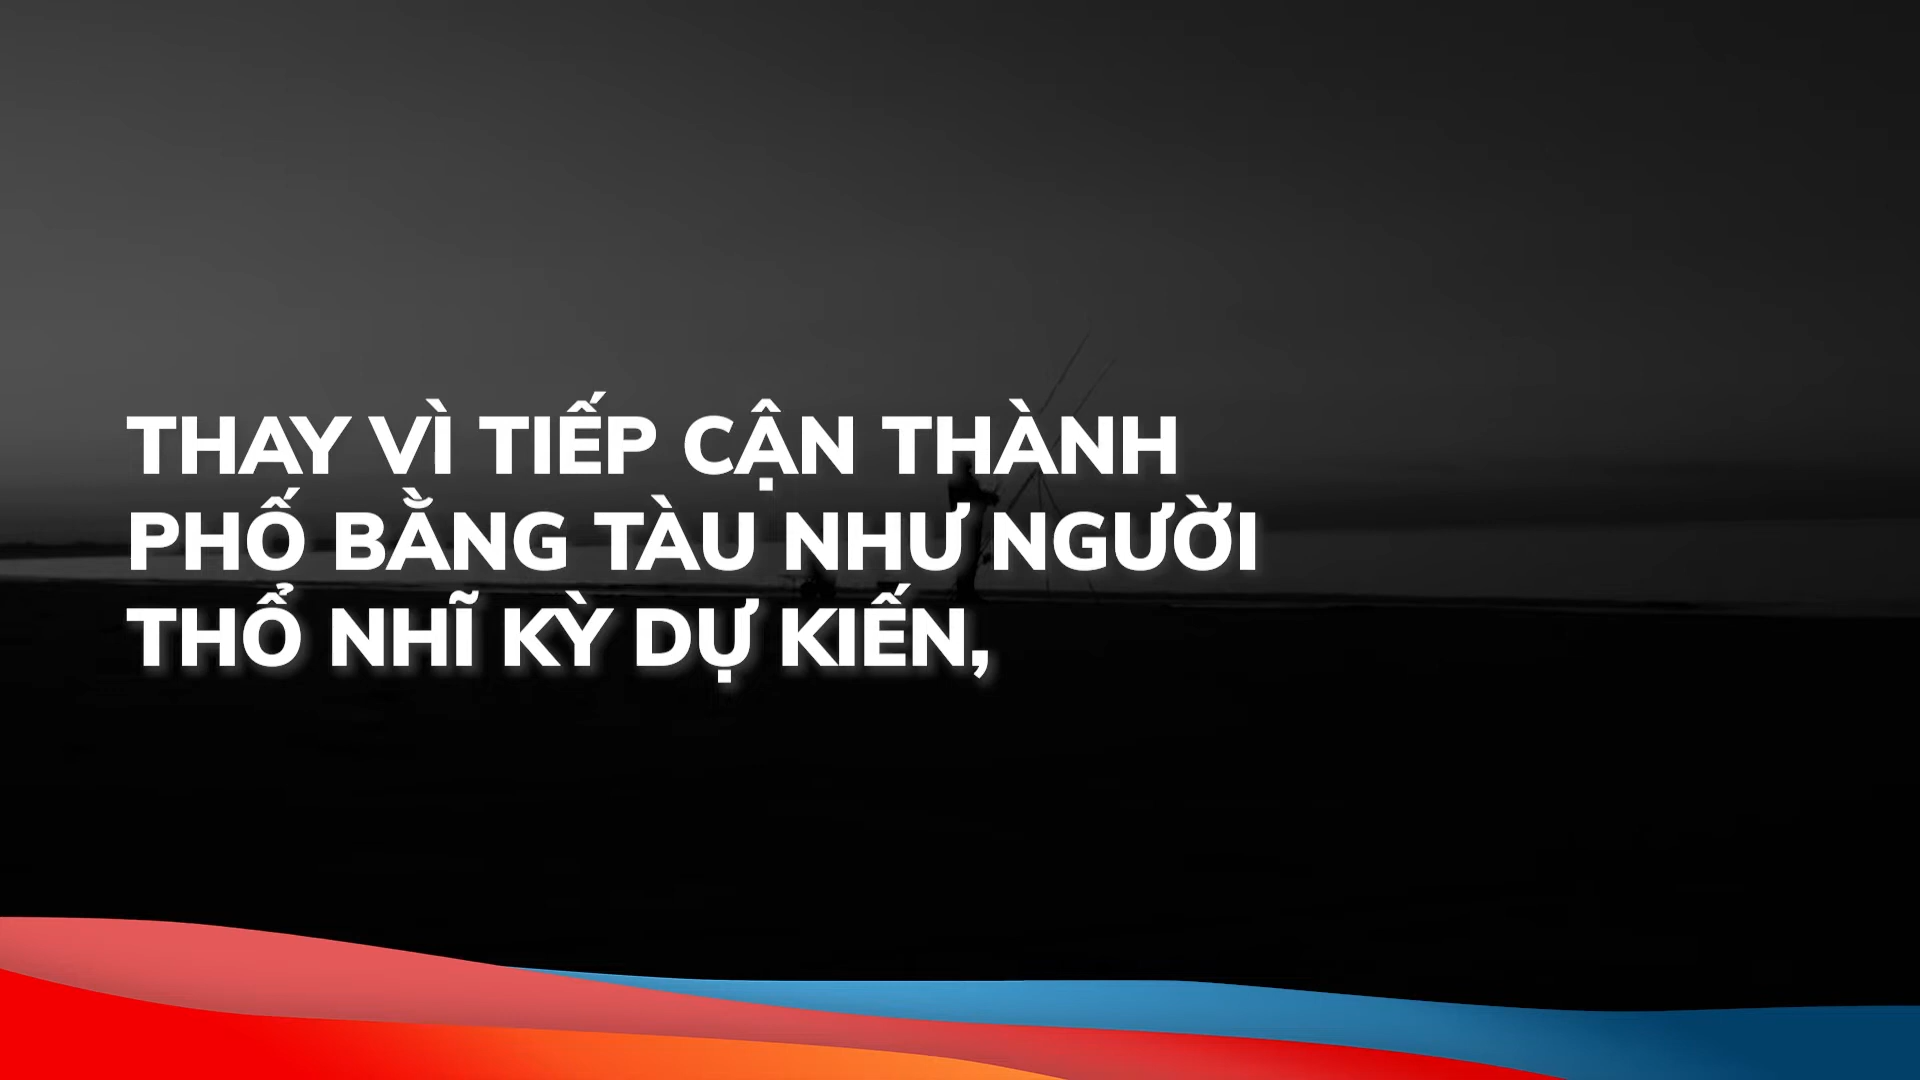 THAY VÌ TIẾP CẬN THÀNH
PHỐ BẰNG TÀU NHƯ NGƯỜI
THỔ NHĨ KỲ DỰ KIẾN,